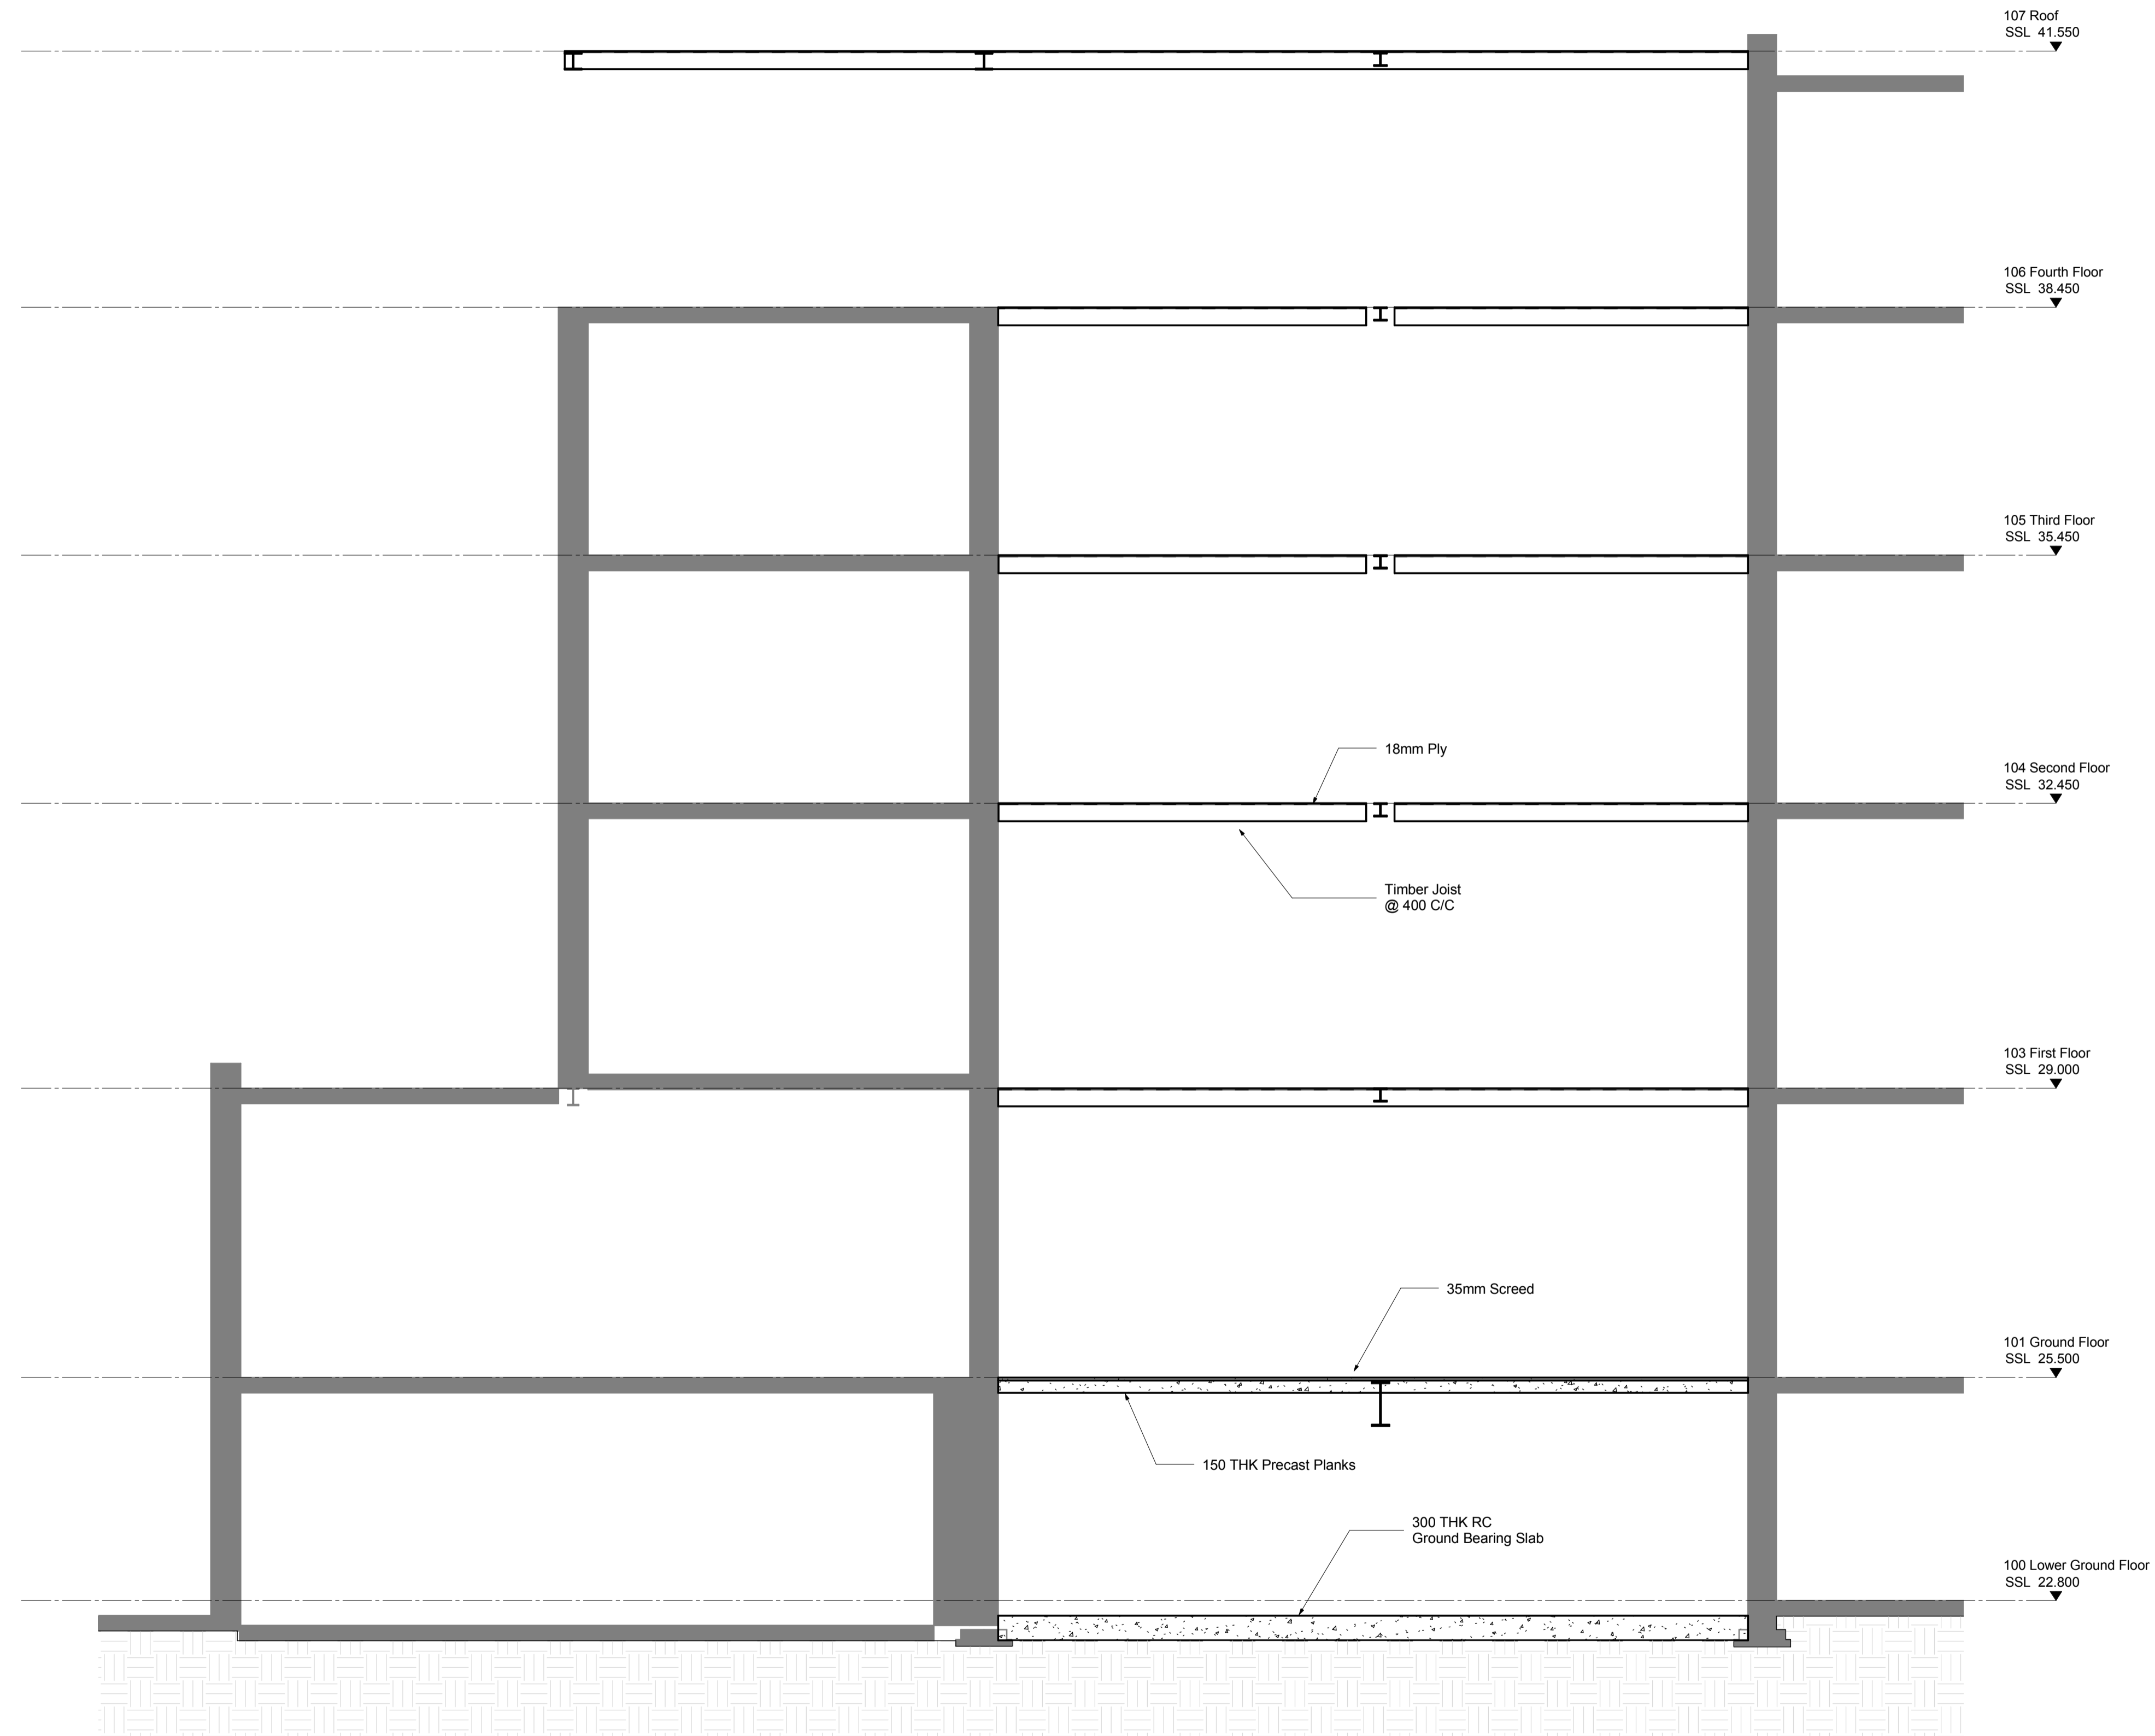 107 Roof
SSL 41.550
106 Fourth Floor
SSL 38.450
105 Third Floor
SSL 35.450
18mm Ply
104 Second Floor
SSL 32.450
Timber Joist
@ 400 C/C
103 First Floor
SSL 29.000
35mm Screed
101 Ground Floor
SSL 25.500
150 THK Precast Planks
300 THK RC
Ground Bearing Slab
100 Lower Ground Floor
SSL 22.800